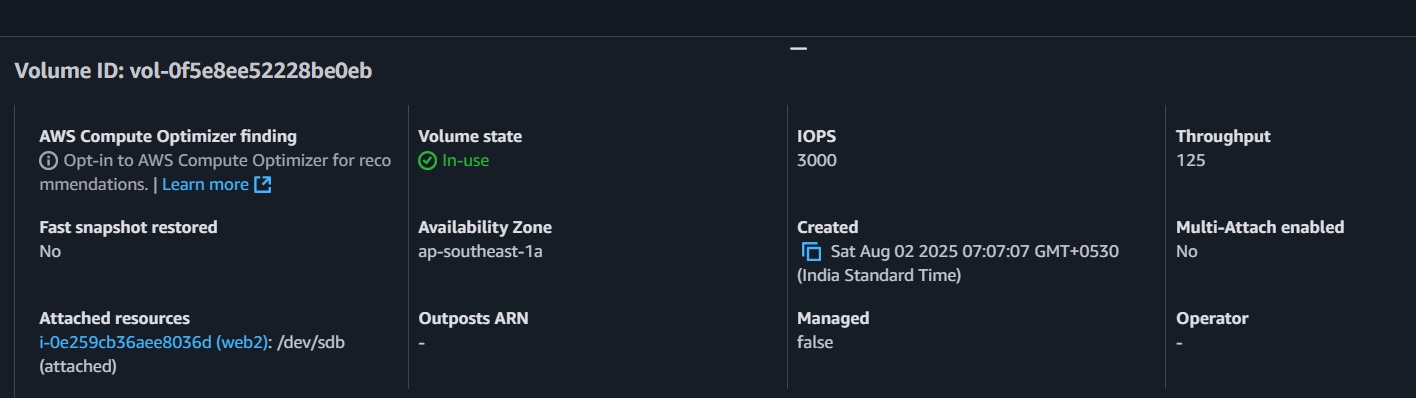 Volume ID: vol-0f5e8ee52228be0eb
AWS Compute Optimizer finding
Opt-in to AWS Compute Optimizer for reco
mmendations. | Learn more
Volume state
In-use
IOPS
3000
Throughput
125
Fast snapshot restored
No
Availability Zone
ap-southeast-1a
Created
Sat Aug 02 2025 07:07:07 GMT+0530
(India Standard Time)
Multi-Attach enabled
No
Attached resources
i-0e259cb36aee8036d (web2): /dev/sdb
(attached)
Outposts ARN
-
Managed
false
Operator
-